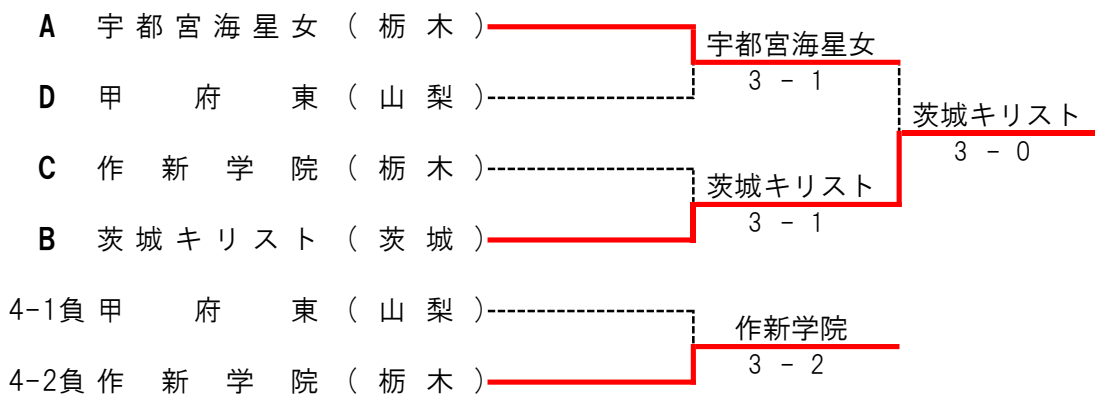 A 宇都宮海星女（栃木）
宇都宮海星女
3 - 1
D 甲府東（山梨）
茨城キリスト
3 - 0
C 作新学院（栃木）
茨城キリスト
3 - 1
B 茨城キリスト（茨城）
4-1負 甲府東（山梨）
作新学院
3 - 2
4-2負 作新学院（栃木）